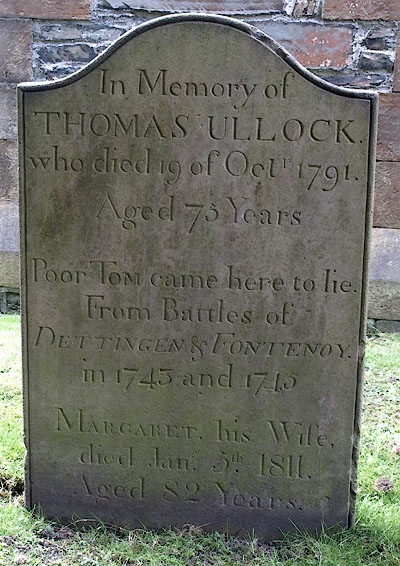 In Memory of
THOMAS ULLOCK.
who died 19 of Octr 1791.
Aged 75 Years
Poor TOM came here to lie.
From Battles of
DETTINGEN & FONTENOY.
in 1743 and 1745
MARGARET. his Wife.
died Jan. 5th. 1811.
Aged 82 Years.